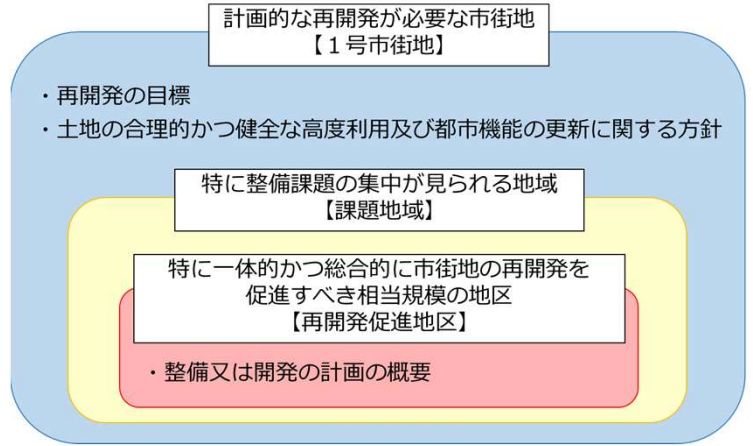 計画的な再開発が必要な市街地
【１号市街地】
・再開発の目標
・土地の合理的かつ健全な高度利用及び都市機能の更新に関する方針
特に整備課題の集中が見られる地域
【課題地域】
特に一体的かつ総合的に市街地の再開発を
促進すべき相当規模の地区
【再開発促進地区】
・整備又は開発の計画の概要